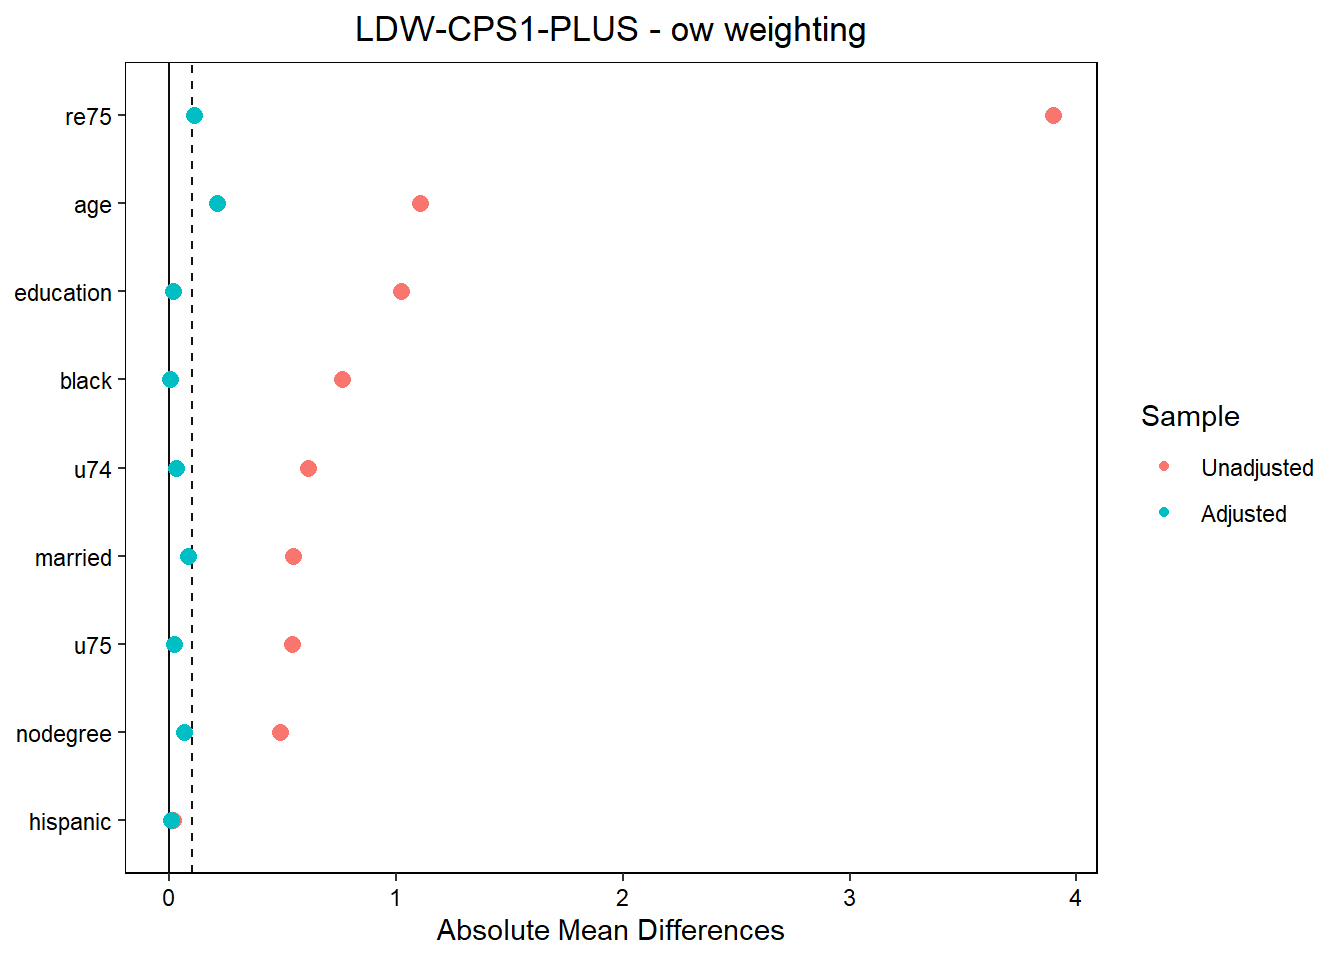 LDW-CPS1-PLUS - ow weighting
re75
age
education
black
u74
married
u75
nodegree
hispanic
0 1 2 3 4
Absolute Mean Differences
Sample
Unadjusted
Adjusted